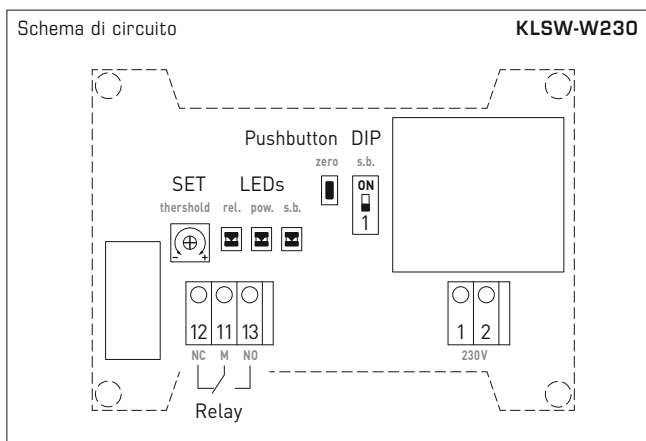 Schema di circuito KLSW-W230
Pushbutton DIP
zero s.b.
SET LEDs
thershold rel. pow. s.b.
ON
1
- +
12 11 13
NC M NO
1 2
230V
Relay